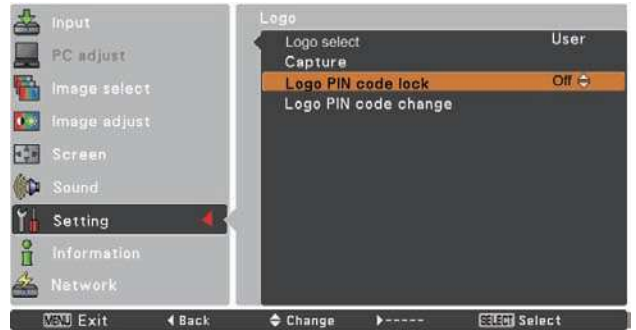 Input
PC adjust
Image select
Image adjust
Screen
Sound
Setting
Information
Network
Logo
Logo select User
Capture
Logo PIN code lock Off
Logo PIN code change
MENU Exit Back Change ----- SELECT Select